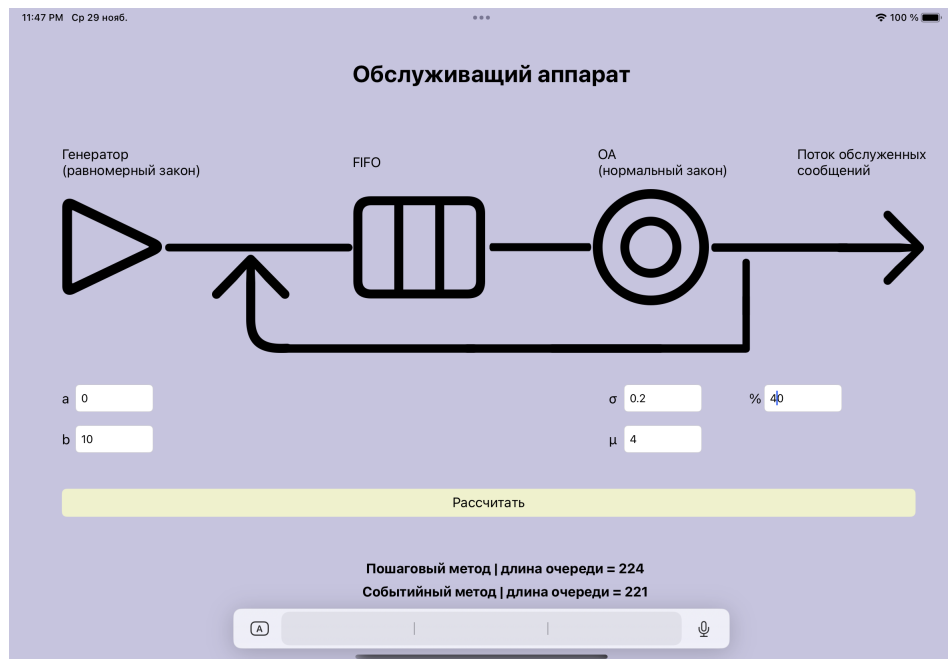 11:47 PM Ср 29 нояб.
100 %
Обслуживащий аппарат
Генератор
(равномерный закон)
FIFO
ОА
(нормальный закон)
Поток обслуженных
сообщений
a 0
σ 0.2
% 40
b 10
μ 4
Рассчитать
Пошаговый метод | длина очереди = 224
Событийный метод | длина очереди = 221
A